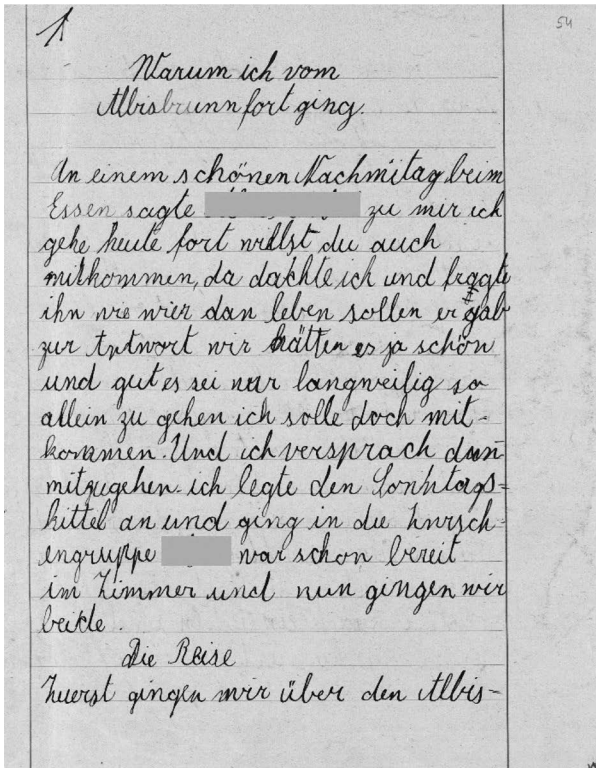 1
54
Warum ich vom
Albisbrunn fort ging.
An einem schönen Nachmitag beim
Essen sagte zu mir ich
gehe heute fort willst du auch
mitkommen, da dachte ich und fragte
ihn wie wier dan leben sollen er gab
zur Antwort wir hätten es ja schön
und gut es sei nur langweilig so
allein zu gehen ich solle doch mit-
kommen. Und ich versprach dann
mitzugehen. ich legte den Sonntags=
kittel an und ging in die
engruppe war schon bereit
im Zimmer und nun gingen wir
beide.
Die Reise
Zuerst gingen wir über den Albis-